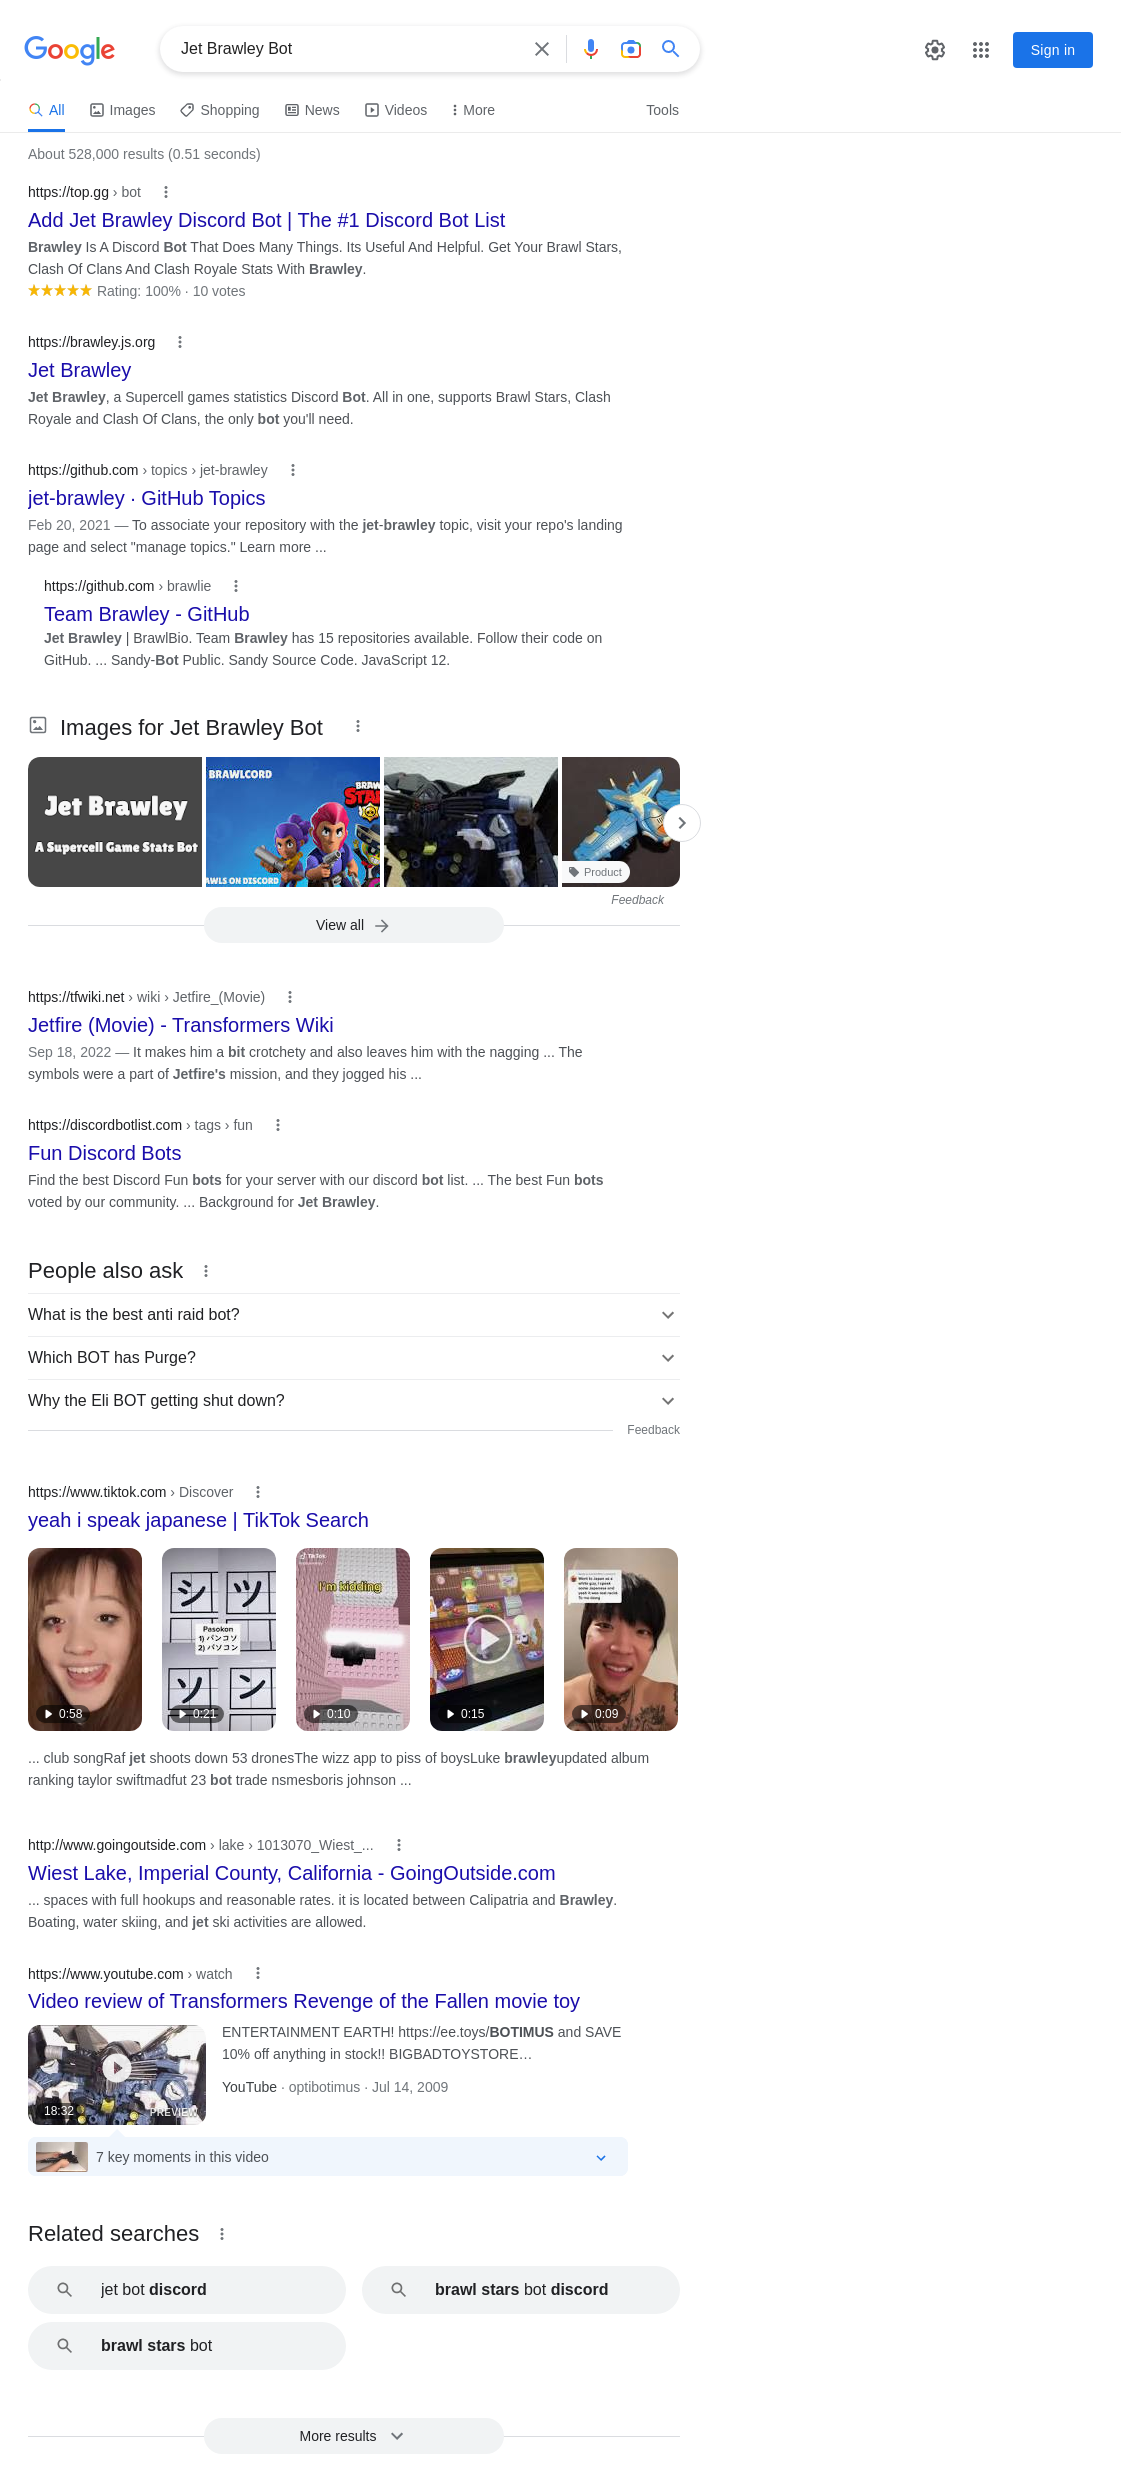 Google
Jet Brawley Bot
Sign in
All
Images
Shopping
News
Videos
More
Tools
About 528,000 results (0.51 seconds)
https://top.gg › bot
Add Jet Brawley Discord Bot | The #1 Discord Bot List
Brawley Is A Discord Bot That Does Many Things. Its Useful And Helpful. Get Your Brawl Stars,
Clash Of Clans And Clash Royale Stats With Brawley.
Rating: 100% · 10 votes
https://brawley.js.org
Jet Brawley
Jet Brawley, a Supercell games statistics Discord Bot. All in one, supports Brawl Stars, Clash
Royale and Clash Of Clans, the only bot you'll need.
https://github.com › topics › jet-brawley
jet-brawley · GitHub Topics
Feb 20, 2021 — To associate your repository with the jet-brawley topic, visit your repo's landing
page and select "manage topics." Learn more ...
https://github.com › brawlie
Team Brawley - GitHub
Jet Brawley | BrawlBio. Team Brawley has 15 repositories available. Follow their code on
GitHub. ... Sandy-Bot Public. Sandy Source Code. JavaScript 12.
Images for Jet Brawley Bot
Jet Brawley
A Supercell Game Stats Bot
BRAWLCORD
BRAW
STA
AWLS ON DISCORD
Product
Feedback
View all
https://tfwiki.net › wiki › Jetfire_(Movie)
Jetfire (Movie) - Transformers Wiki
Sep 18, 2022 — It makes him a bit crotchety and also leaves him with the nagging ... The
symbols were a part of Jetfire's mission, and they jogged his ...
https://discordbotlist.com › tags › fun
Fun Discord Bots
Find the best Discord Fun bots for your server with our discord bot list. ... The best Fun bots
voted by our community. ... Background for Jet Brawley.
People also ask
What is the best anti raid bot?
Which BOT has Purge?
Why the Eli BOT getting shut down?
Feedback
https://www.tiktok.com › Discover
yeah i speak japanese | TikTok Search
0:58
シ ツ
Pasokon
1) パンコソ
2) パソコン
ソ ン
0:21
TikTok
I'm kidding
0:10
0:15
0:09
... club songRaf jet shoots down 53 dronesThe wizz app to piss of boysLuke brawleyupdated album
ranking taylor swiftmadfut 23 bot trade nsmesboris johnson ...
http://www.goingoutside.com › lake › 1013070_Wiest_...
Wiest Lake, Imperial County, California - GoingOutside.com
... spaces with full hookups and reasonable rates. it is located between Calipatria and Brawley.
Boating, water skiing, and jet ski activities are allowed.
https://www.youtube.com › watch
Video review of Transformers Revenge of the Fallen movie toy
ENTERTAINMENT EARTH! https://ee.toys/BOTIMUS and SAVE
10% off anything in stock!! BIGBADTOYSTORE…
YouTube · optibotimus · Jul 14, 2009
18:32
PREVIEW
7 key moments in this video
Related searches
jet bot discord
brawl stars bot discord
brawl stars bot
More results